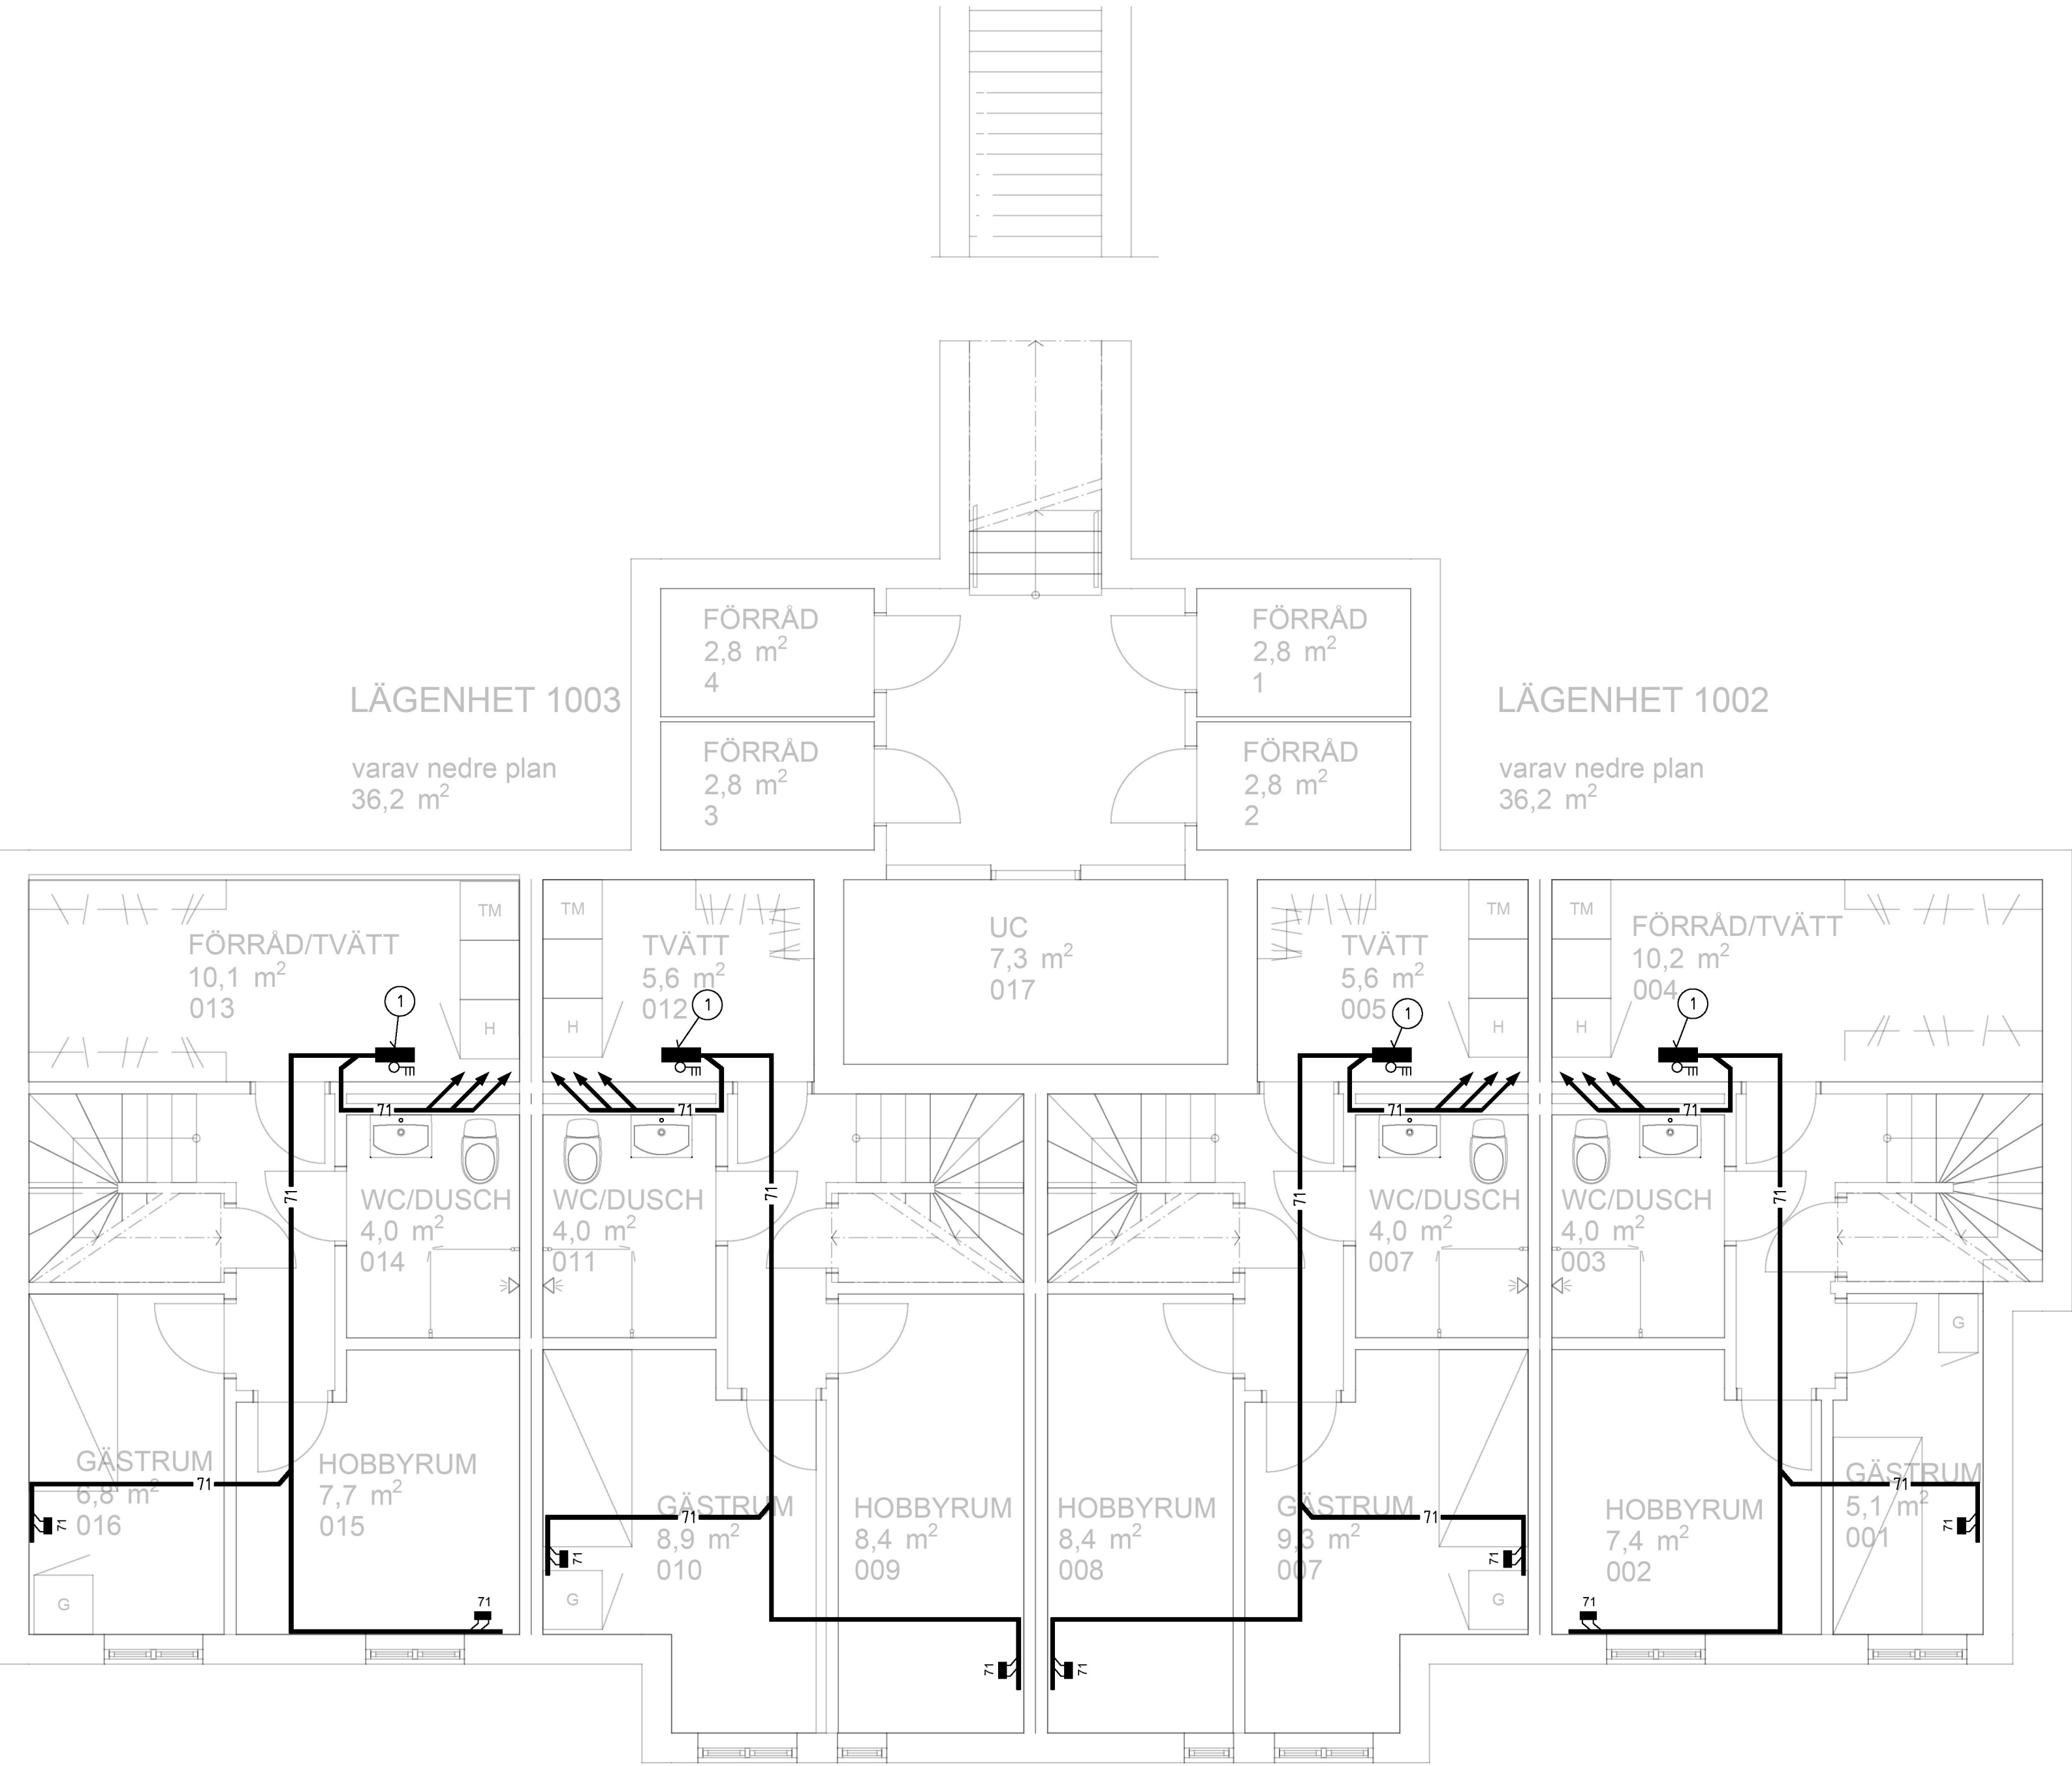 FÖRRÅD
2,8 m²
4
FÖRRÅD
2,8 m²
1
LÄGENHET 1003
varav nedre plan
36,2 m²
LÄGENHET 1002
varav nedre plan
36,2 m²
FÖRRÅD
2,8 m²
3
FÖRRÅD
2,8 m²
2
FÖRRÅD/TVÄTT
10,1 m²
013
TM
H
1
TM
H
TVÄTT
5,6 m²
012
1
UC
7,3 m²
017
TVÄTT
5,6 m²
005
1
TM
H
TM
H
FÖRRÅD/TVÄTT
10,2 m²
004
1
71
71
71
71
71
71
71
71
WC/DUSCH
4,0 m²
014
WC/DUSCH
4,0 m²
011
WC/DUSCH
4,0 m²
007
WC/DUSCH
4,0 m²
003
G
GÄSTRUM
6,8 m²
016
71
71
G
HOBBYRUM
7,7 m²
015
71
GÄSTRUM
8,9 m²
010
71
71
G
HOBBYRUM
8,4 m²
009
71
HOBBYRUM
8,4 m²
008
71
GÄSTRUM
9,3 m²
007
71
71
G
HOBBYRUM
7,4 m²
002
71
GÄSTRUM
5,1 m²
001
71
71